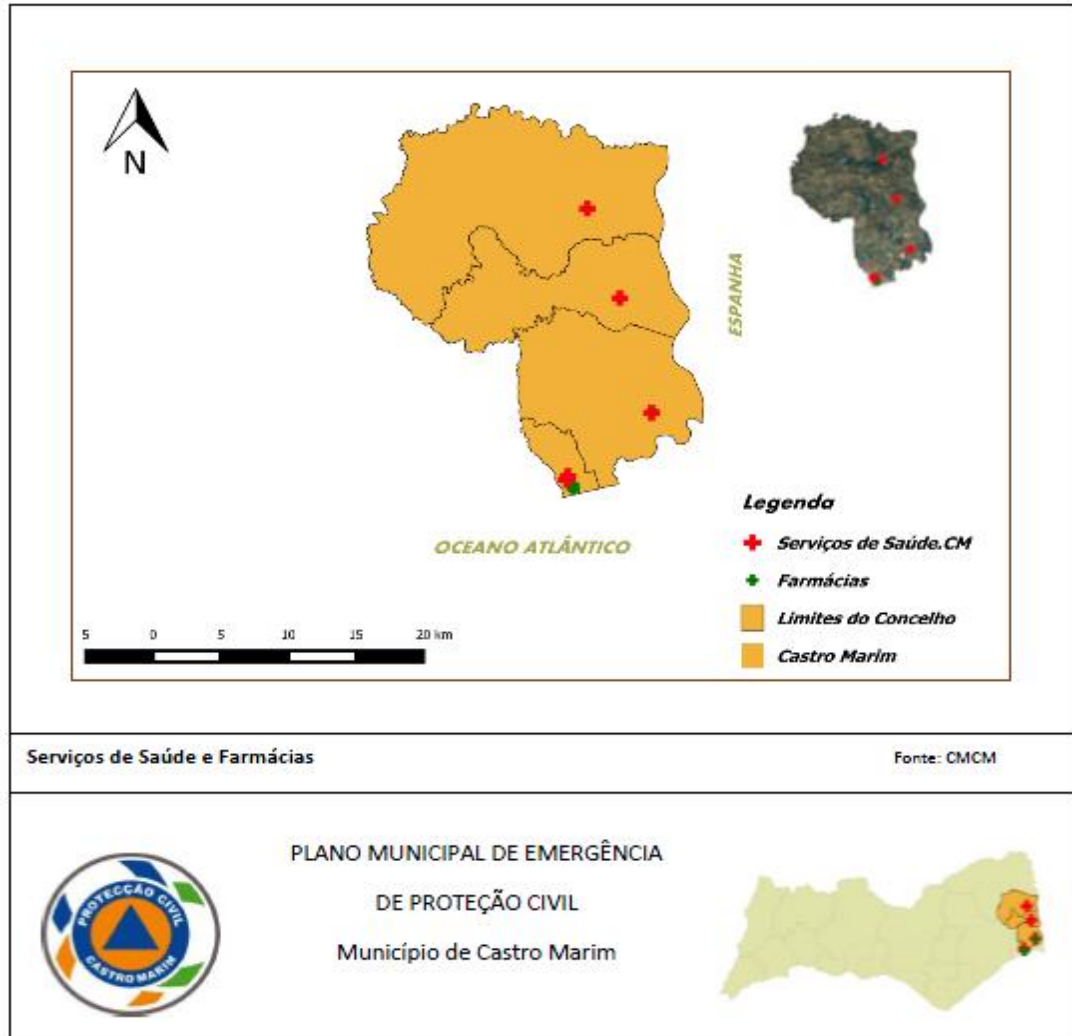 N
ESPANHA
OCEANO ATLÂNTICO
Legenda
Serviços de Saúde.CM
Farmácias
Limites do Concelho
Castro Marim
5 0 5 10 15 20 km
Serviços de Saúde e Farmácias
Fonte: CMCM
PROTECÇÃO CIVIL
CASTRO MARIM
PLANO MUNICIPAL DE EMERGÊNCIA
DE PROTEÇÃO CIVIL
Município de Castro Marim